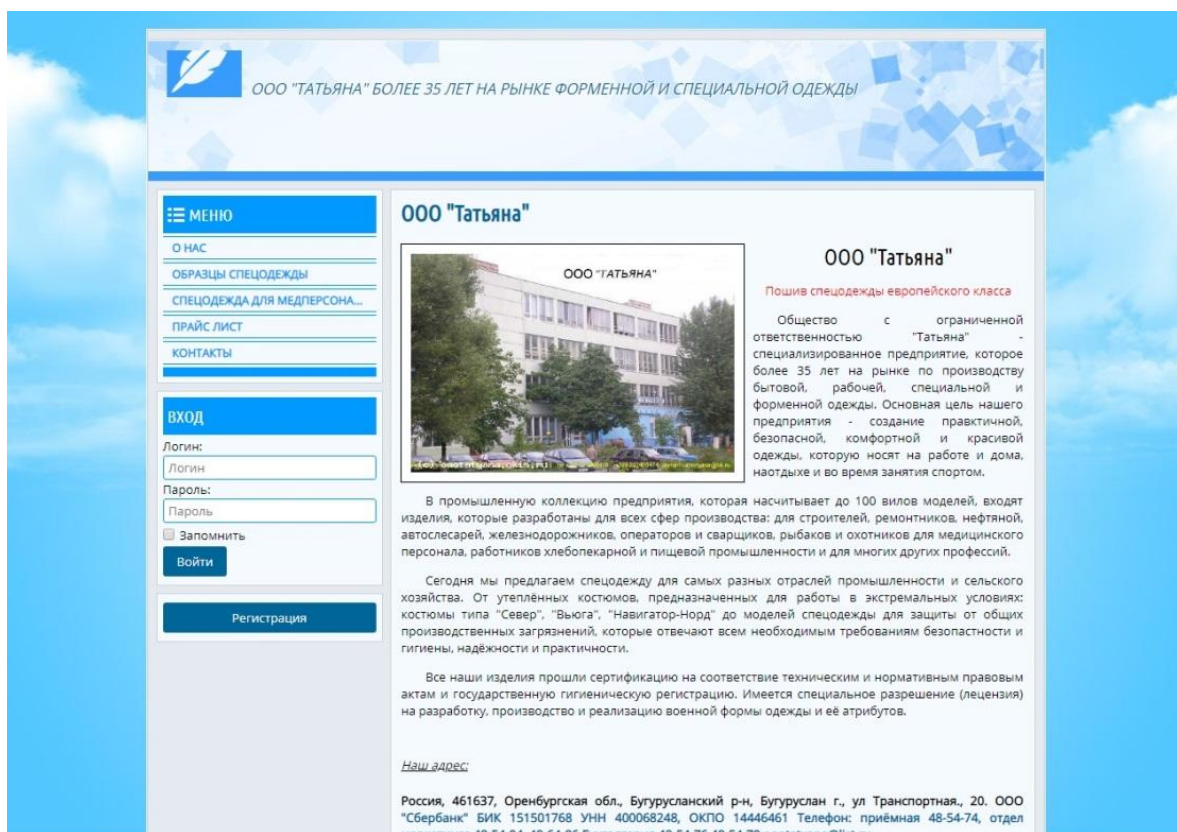 ООО "ТАТЬЯНА" БОЛЕЕ 35 ЛЕТ НА РЫНКЕ ФОРМЕННОЙ И СПЕЦИАЛЬНОЙ ОДЕЖДЫ
МЕНЮ
О НАС
ОБРАЗЦЫ СПЕЦОДЕЖДЫ
СПЕЦОДЕЖДА ДЛЯ МЕДПЕРСОНА...
ПРАЙС ЛИСТ
КОНТАКТЫ
ВХОД
Логин:
Логин
Пароль:
Пароль
Запомнить
Войти
Регистрация
ООО "Татьяна"
ООО "ТАТЬЯНА"
ООО "Татьяна"
Пошив спецодежды европейского класса
Общество с ограниченной
ответственностью "Татьяна" -
специализированное предприятие, которое
более 35 лет на рынке по производству
бытовой, рабочей, специальной и
форменной одежды. Основная цель нашего
предприятия - создание правктичной,
безопасной, комфортной и красивой
одежды, которую носят на работе и дома,
наотдыхе и во время занятия спортом.
В промышленную коллекцию предприятия, которая насчитывает до 100 вилов моделей, входят
изделия, которые разработаны для всех сфер производства: для строителей, ремонтников, нефтяной,
автослесарей, железнодорожников, операторов и сварщиков, рыбаков и охотников для медицинского
персонала, работников хлебопекарной и пищевой промышленности и для многих других профессий.
Сегодня мы предлагаем спецодежду для самых разных отраслей промышленности и сельского
хозяйства. От утеплённых костюмов, предназначенных для работы в экстремальных условиях:
костюмы типа "Север", "Вьюга", "Навигатор-Норд" до моделей спецодежды для защиты от общих
производственных загрязнений, которые отвечают всем необходимым требованиям безопастности и
гигиены, надёжности и практичности.
Все наши изделия прошли сертификацию на соответствие техническим и нормативным правовым
актам и государственную гигиеническую регистрацию. Имеется специальное разрешение (лецензия)
на разработку, производство и реализацию военной формы одежды и её атрибутов.
Наш адрес:
Россия, 461637, Оренбургская обл., Бугурусланский р-н, Бугуруслан г., ул Транспортная., 20. ООО
"Сбербанк" БИК 151501768 УНН 400068248, ОКПО 14446461 Телефон: приёмная 48-54-74, отдел